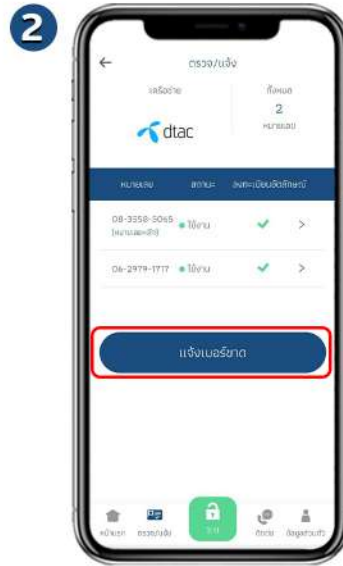 2
ตรวจ/แจ้ง
เครือข่าย
ทั้งหมด
dtac
2
หมายเลข
หมายเลข สถานะ ลงทะเบียนอัตลักษณ์
08-3358-5065 ใช้งาน
(หมายเลขหลัก)
06-2979-1717 ใช้งาน
แจ้งเบอร์ขาด
หน้าแรก ตรวจ/แจ้ง ติดต่อ ข้อมูลส่วนตัว